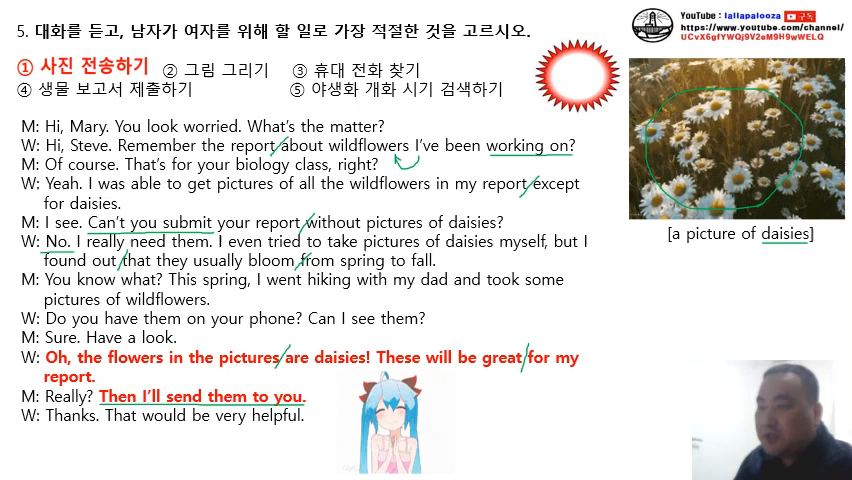 5. 대화를 듣고, 남자가 여자를 위해 할 일로 가장 적절한 것을 고르시오.
YouTube : lallapalooza 구독
https://www.youtube.com/channel/
UCvX6gfYWQj9V2eM9H9wWELQ
① 사진 전송하기 ② 그림 그리기 ③ 휴대 전화 찾기
④ 생물 보고서 제출하기 ⑤ 야생화 개화 시기 검색하기
M: Hi, Mary. You look worried. What's the matter?
W: Hi, Steve. Remember the report about wildflowers I've been working on?
M: Of course. That's for your biology class, right?
W: Yeah. I was able to get pictures of all the wildflowers in my report except
for daisies.
M: I see. Can't you submit your report without pictures of daisies?
W: No. I really need them. I even tried to take pictures of daisies myself, but I
found out that they usually bloom from spring to fall.
M: You know what? This spring, I went hiking with my dad and took some
pictures of wildflowers.
W: Do you have them on your phone? Can I see them?
M: Sure. Have a look.
W: Oh, the flowers in the pictures are daisies! These will be great for my
report.
M: Really? Then I'll send them to you.
W: Thanks. That would be very helpful.
[a picture of daisies]